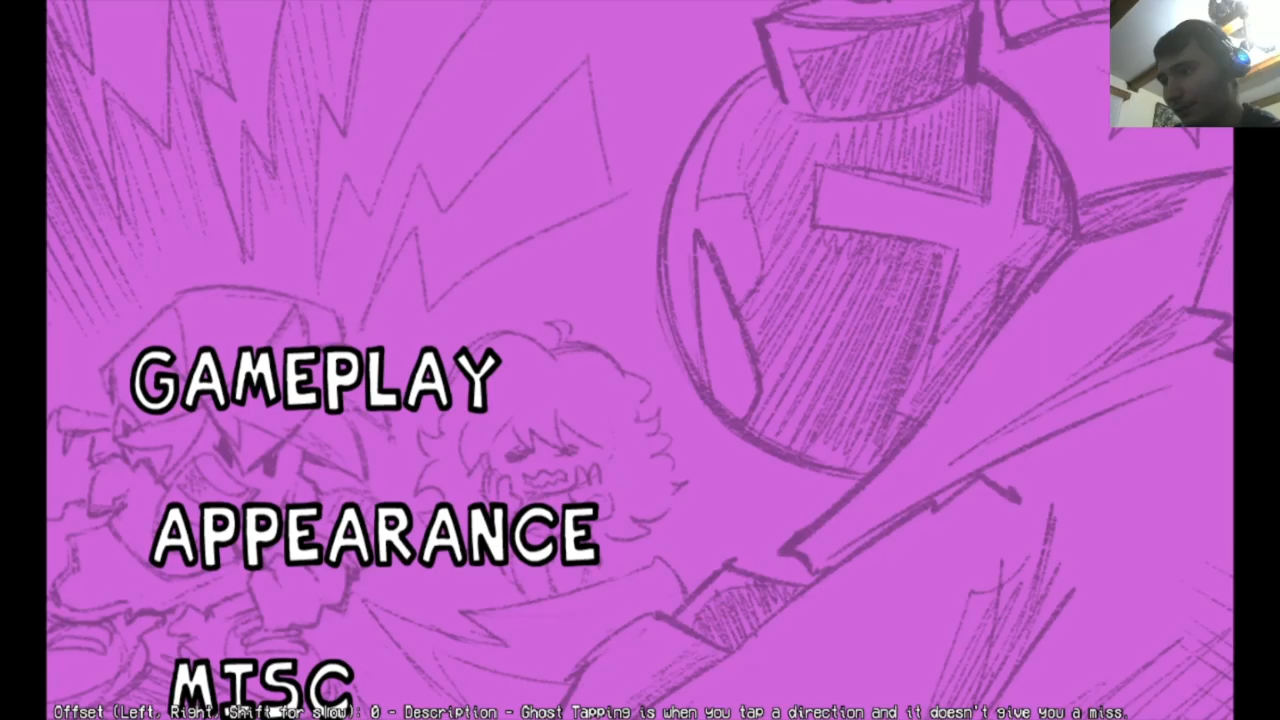 GAMEPLAY
APPEARANCE
MISC
Offset (Left, Right, Shift for slow): 0 - Description - Ghost Tapping is when you tap a direction and it doesn't give you a miss.